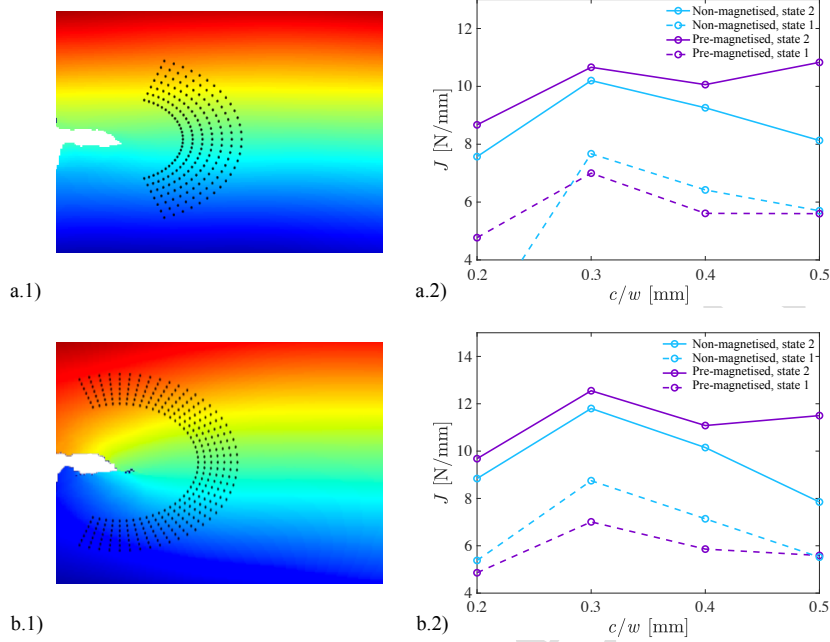 12
10
8
6
4
J [N/mm]
0.2 0.3 0.4 0.5
c/w [mm]
Non-magnetised, state 2
Non-magnetised, state 1
Pre-magnetised, state 2
Pre-magnetised, state 1
a.1)
a.2)
14
12
10
8
6
4
J [N/mm]
0.2 0.3 0.4 0.5
c/w [mm]
Non-magnetised, state 2
Non-magnetised, state 1
Pre-magnetised, state 2
Pre-magnetised, state 1
b.1)
b.2)